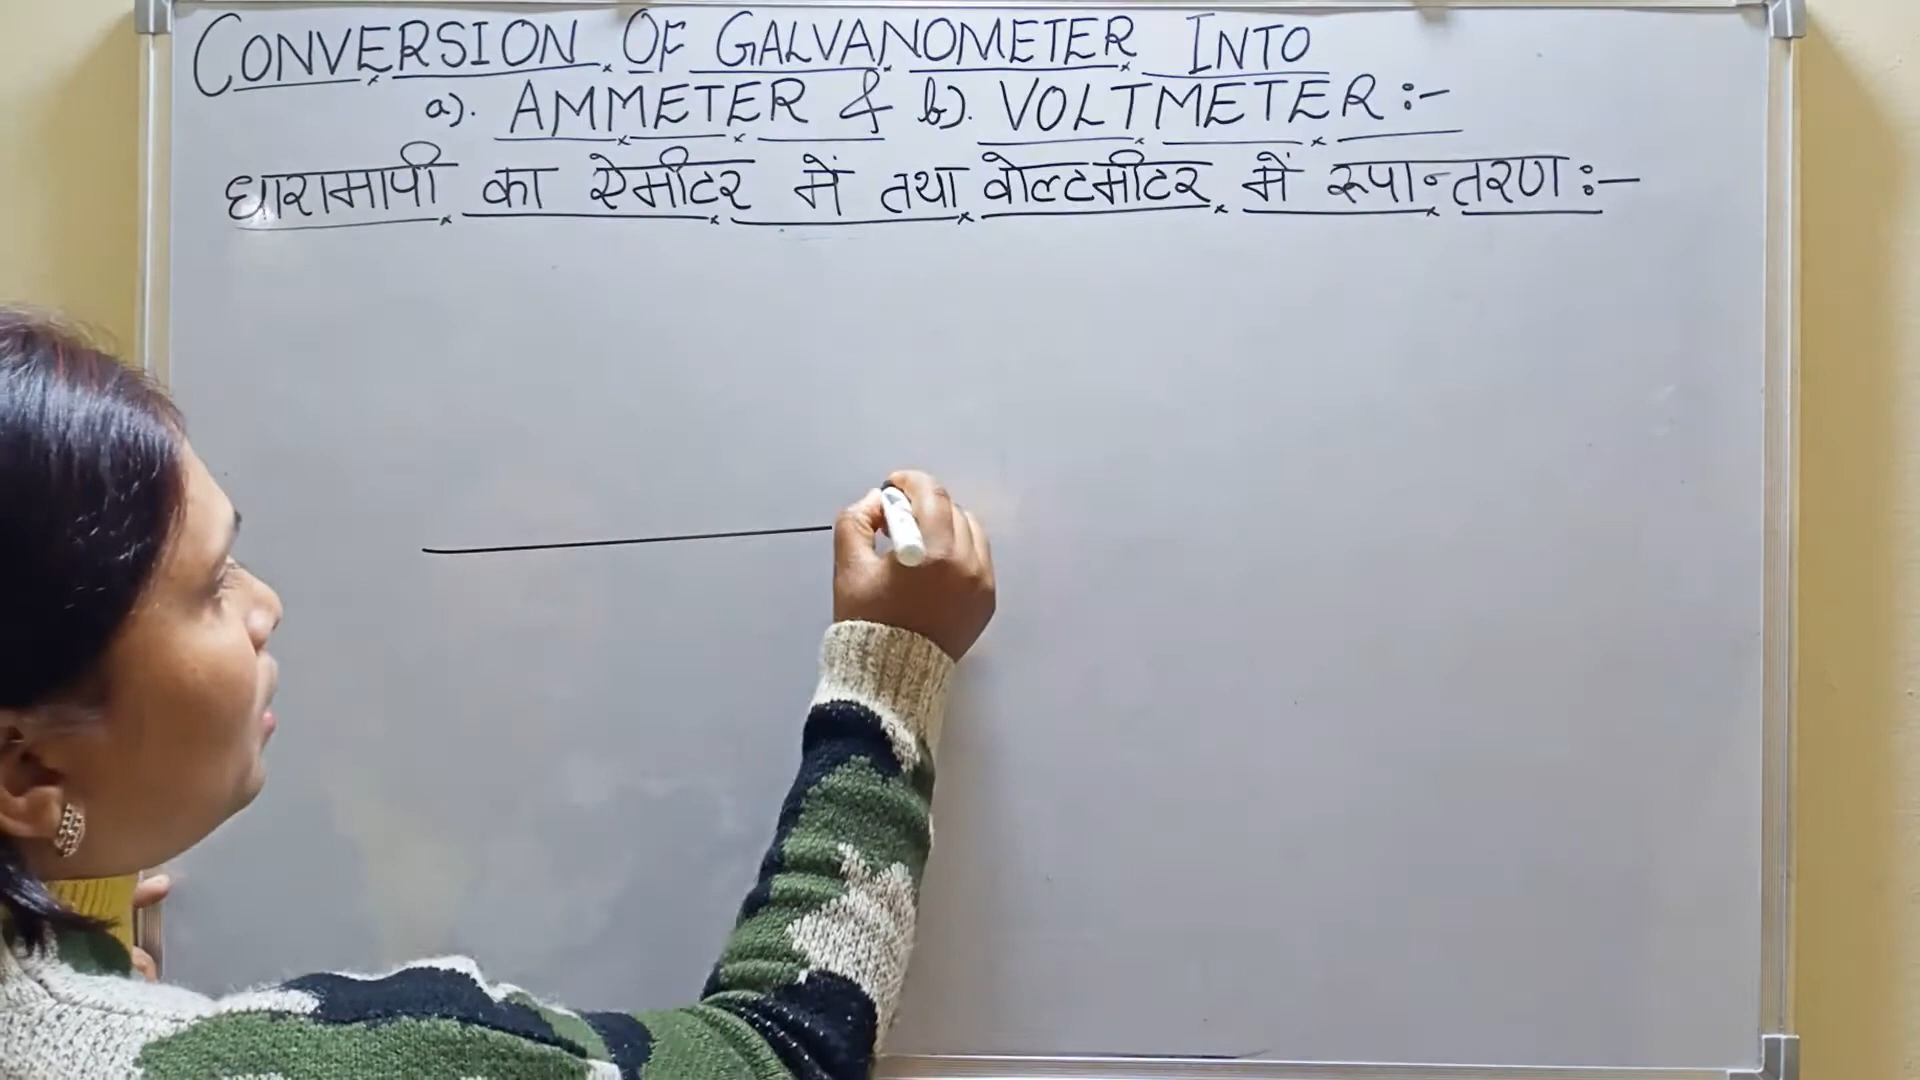 CONVERSION OF GALVANOMETER INTO
a). AMMETER & b). VOLTMETER :-
धारामापी का ऐमीटर में तथा वोल्टमीटर में रूपान्तरण :-